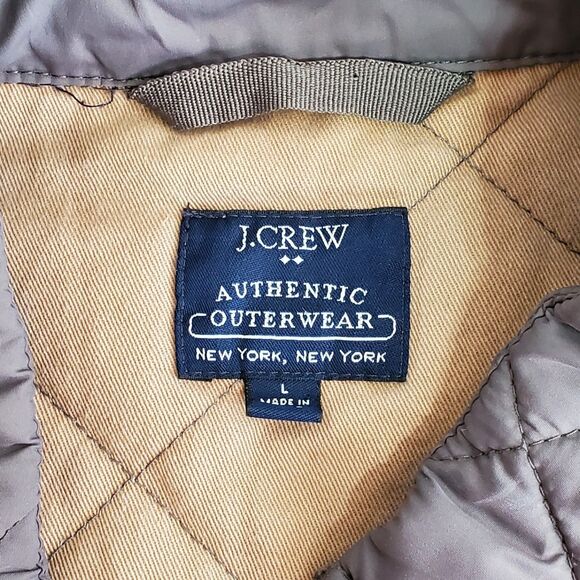 J.CREW
AUTHENTIC
OUTERWEAR
NEW YORK, NEW YORK
L
MADE IN